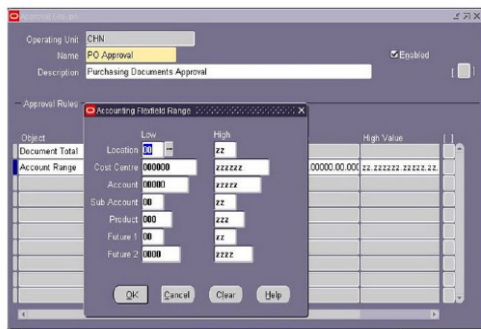 Approval Groups
Operating Unit CHN
Name PO Approval
Enabled
Description Purchasing Documents Approval
[ ]
Approval Rules
Accounting Flexfield Range
Low High
Object High Value [ ]
Location 00 zz
Document Total
Cost Centre 000000 zzzzzz
Account Range .00000.00.000 zz.zzzzzz.zzzzz.zz.
Account 00000 zzzzz
Sub Account 00 zz
Product 000 zzz
Future 1 00 zz
Future 2 0000 zzzz
OK Cancel Clear Help